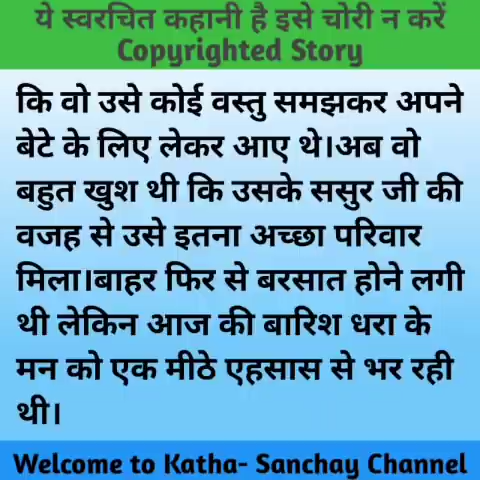 ये स्वरचित कहानी है इसे चोरी न करें
Copyrighted Story
कि वो उसे कोई वस्तु समझकर अपने
बेटे के लिए लेकर आए थे।अब वो
बहुत खुश थी कि उसके ससुर जी की
वजह से उसे इतना अच्छा परिवार
मिला।बाहर फिर से बरसात होने लगी
थी लेकिन आज की बारिश धरा के
मन को एक मीठे एहसास से भर रही
थी।
Welcome to Katha- Sanchay Channel